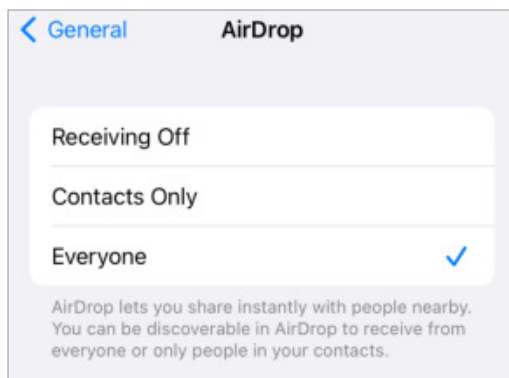 General AirDrop
Receiving Off
Contacts Only
Everyone
AirDrop lets you share instantly with people nearby.
You can be discoverable in AirDrop to receive from
everyone or only people in your contacts.